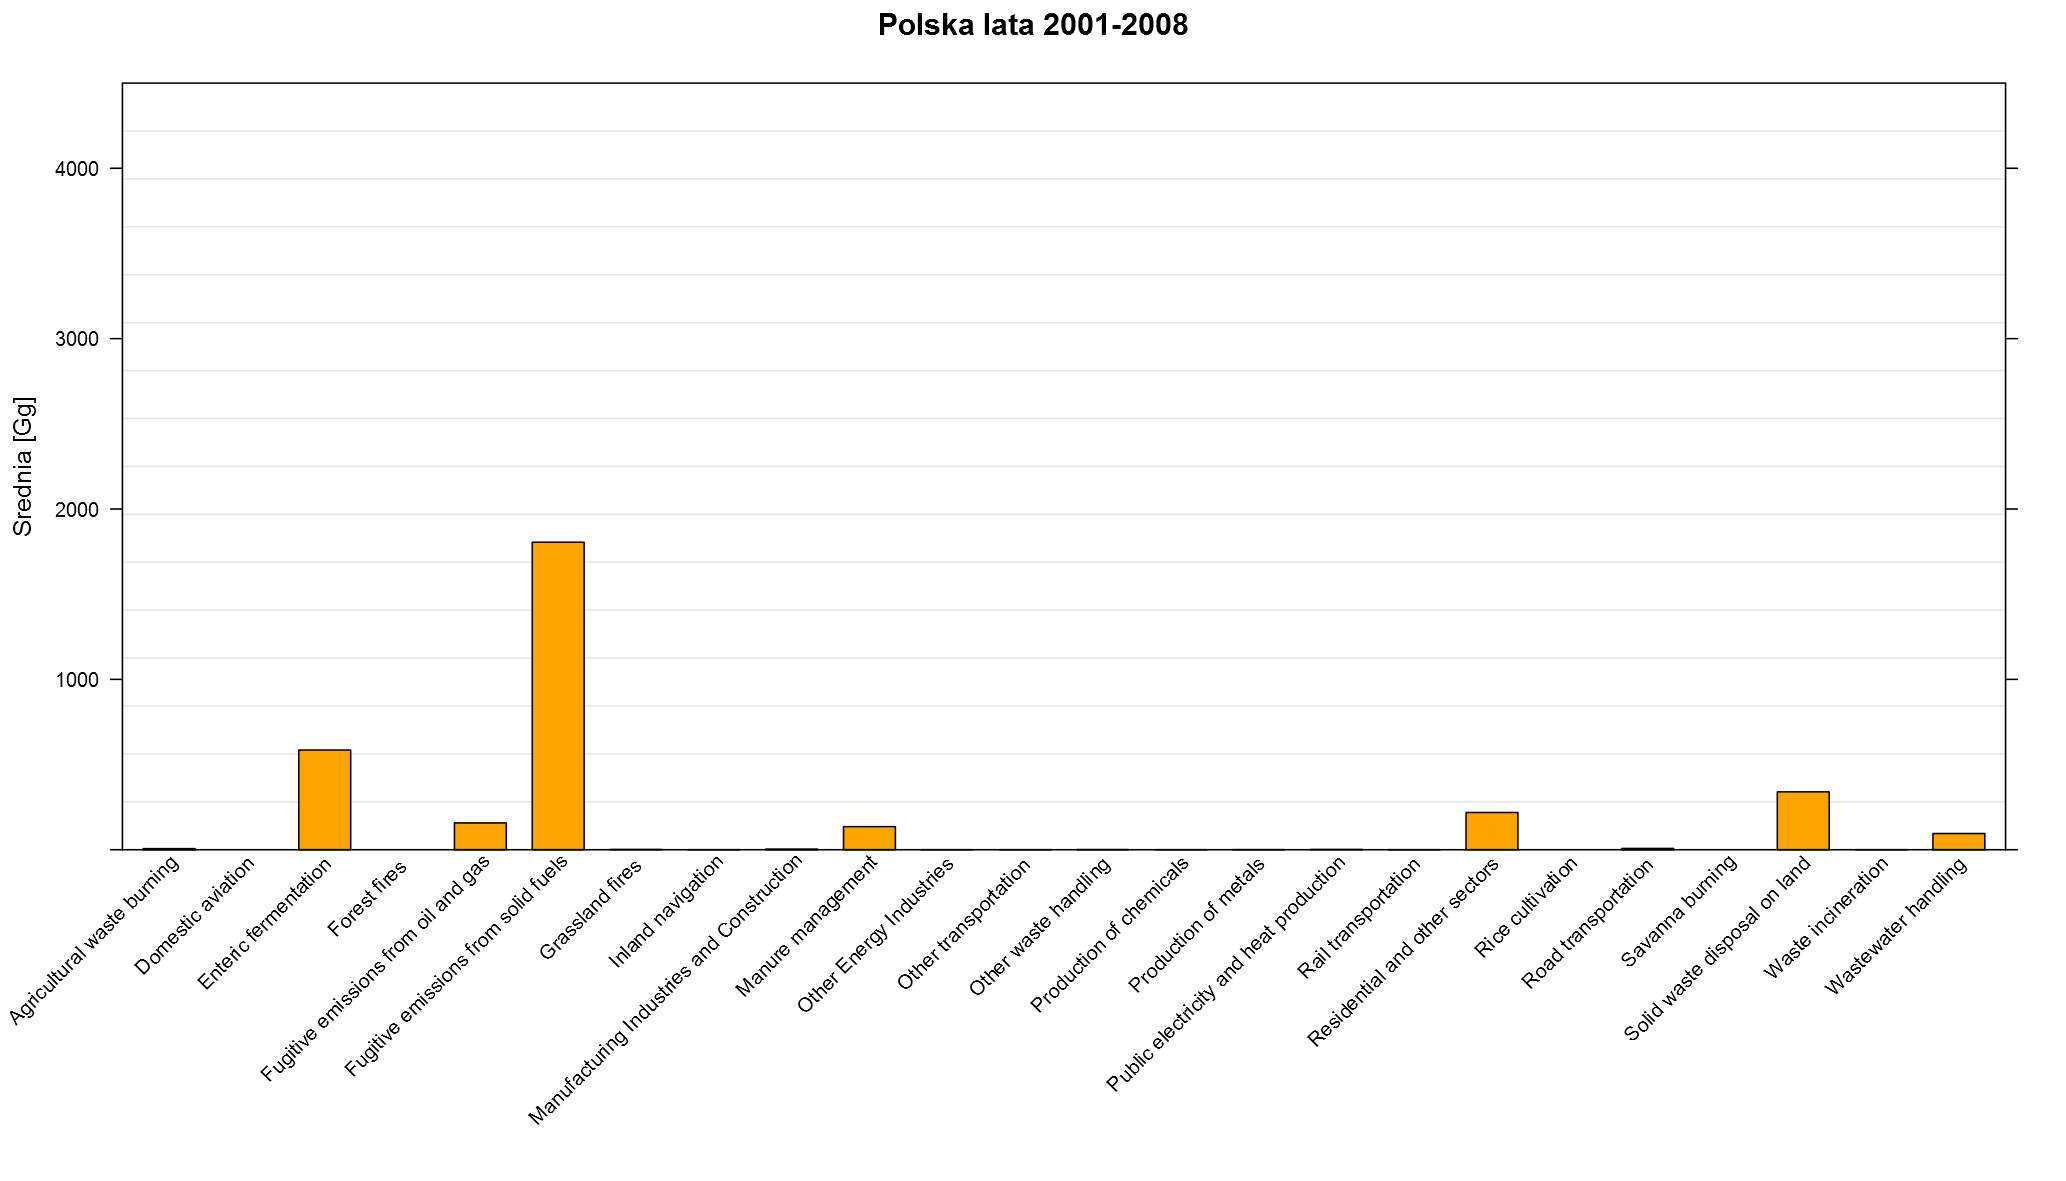 Polska lata 2001-2008
Srednia [Gg]
4000
3000
2000
1000
Agricultural waste burning
Domestic aviation
Enteric fermentation
Forest fires
Fugitive emissions from oil and gas
Fugitive emissions from solid fuels
Grassland fires
Inland navigation
Manufacturing Industries and Construction
Manure management
Other Energy Industries
Other transportation
Other waste handling
Production of chemicals
Production of metals
Public electricity and heat production
Rail transportation
Residential and other sectors
Rice cultivation
Road transportation
Savanna burning
Solid waste disposal on land
Waste incineration
Wastewater handling